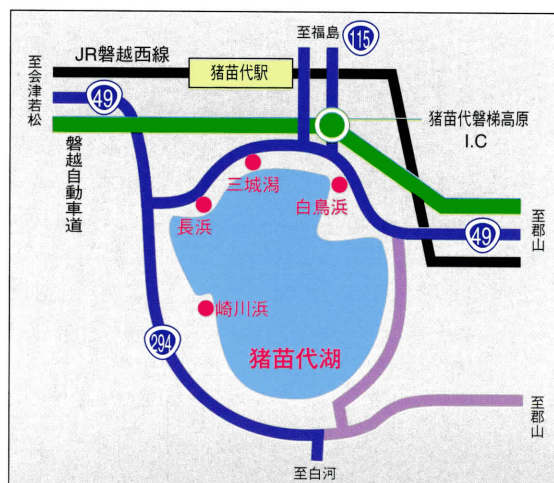 至福島
115
JR磐越西線
猪苗代駅
至会津若松
49
猪苗代磐梯高原
I.C
磐越自動車道
三城潟
白鳥浜
長浜
49
至郡山
崎川浜
294
猪苗代湖
至郡山
至白河